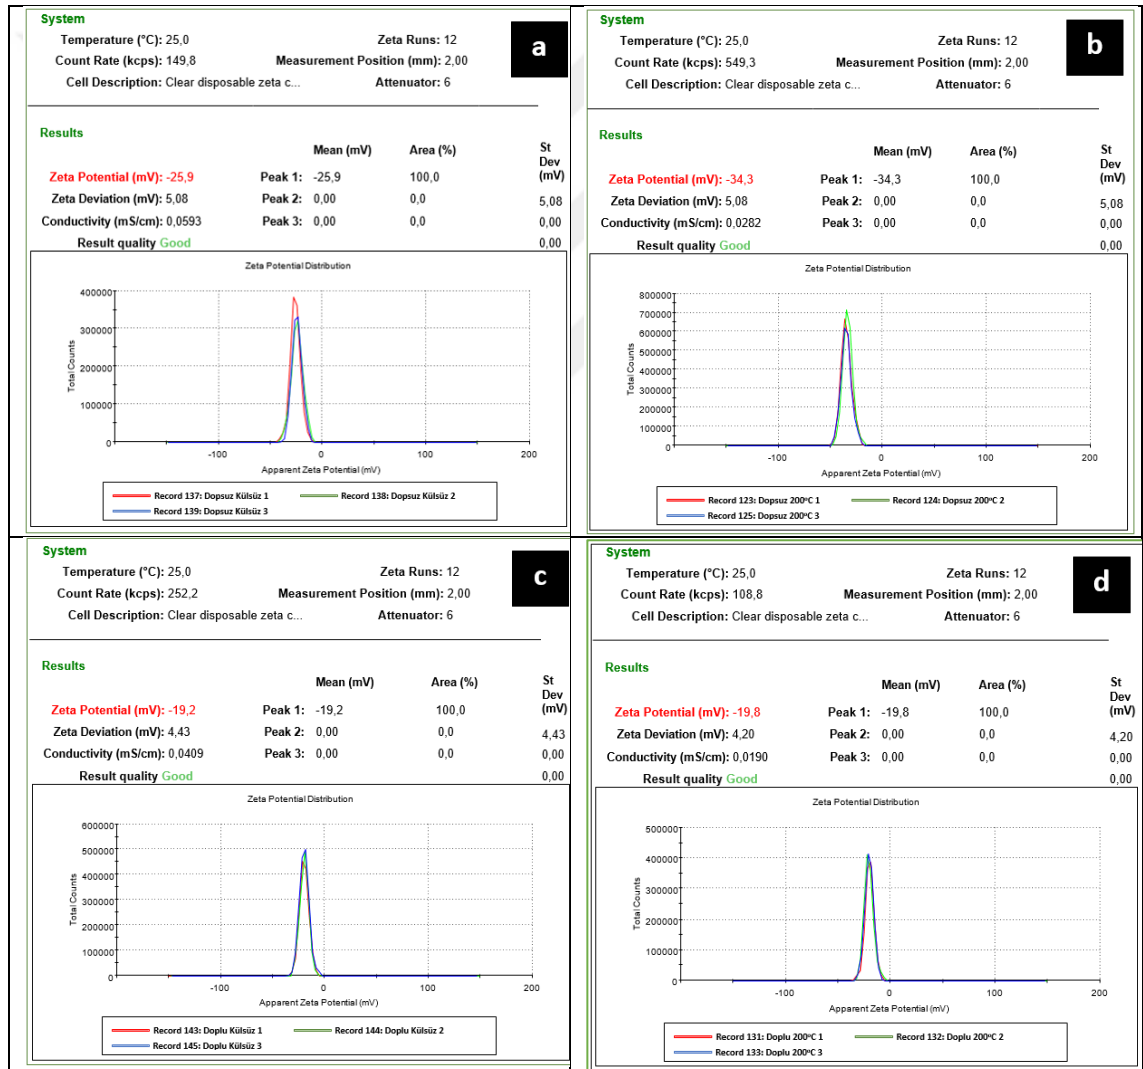 System
Temperature (°C): 25,0 Zeta Runs: 12
Count Rate (kcps): 149,8 Measurement Position (mm): 2,00
Cell Description: Clear disposable zeta c... Attenuator: 6
a
Results
Mean (mV) Area (%) St Dev (mV)
Zeta Potential (mV): -25,9 Peak 1: -25,9 100,0 5,08
Zeta Deviation (mV): 5,08 Peak 2: 0,00 0,0 0,00
Conductivity (mS/cm): 0,0593 Peak 3: 0,00 0,0 0,00
Result quality Good
Zeta Potential Distribution
Total Counts
400000
300000
200000
100000
0
-100 0 100 200
Apparent Zeta Potential (mV)
Record 137: Dopsuz Külsüz 1 Record 138: Dopsuz Külsüz 2
Record 139: Dopsuz Külsüz 3
System
Temperature (°C): 25,0 Zeta Runs: 12
Count Rate (kcps): 549,3 Measurement Position (mm): 2,00
Cell Description: Clear disposable zeta c... Attenuator: 6
b
Results
Mean (mV) Area (%) St Dev (mV)
Zeta Potential (mV): -34,3 Peak 1: -34,3 100,0 5,08
Zeta Deviation (mV): 5,08 Peak 2: 0,00 0,0 0,00
Conductivity (mS/cm): 0,0282 Peak 3: 0,00 0,0 0,00
Result quality Good
Zeta Potential Distribution
Total Counts
800000
700000
600000
500000
400000
300000
200000
100000
0
-100 0 100 200
Apparent Zeta Potential (mV)
Record 123: Dopsuz 200ºC 1 Record 124: Dopsuz 200ºC 2
Record 125: Dopsuz 200ºC 3
System
Temperature (°C): 25,0 Zeta Runs: 12
Count Rate (kcps): 252,2 Measurement Position (mm): 2,00
Cell Description: Clear disposable zeta c... Attenuator: 6
c
Results
Mean (mV) Area (%) St Dev (mV)
Zeta Potential (mV): -19,2 Peak 1: -19,2 100,0 4,43
Zeta Deviation (mV): 4,43 Peak 2: 0,00 0,0 0,00
Conductivity (mS/cm): 0,0409 Peak 3: 0,00 0,0 0,00
Result quality Good
Zeta Potential Distribution
Total Counts
600000
500000
400000
300000
200000
100000
0
-100 0 100 200
Apparent Zeta Potential (mV)
Record 143: Doplu Külsüz 1 Record 144: Doplu Külsüz 2
Record 145: Doplu Külsüz 3
System
Temperature (°C): 25,0 Zeta Runs: 12
Count Rate (kcps): 108,8 Measurement Position (mm): 2,00
Cell Description: Clear disposable zeta c... Attenuator: 6
d
Results
Mean (mV) Area (%) St Dev (mV)
Zeta Potential (mV): -19,8 Peak 1: -19,8 100,0 4,20
Zeta Deviation (mV): 4,20 Peak 2: 0,00 0,0 0,00
Conductivity (mS/cm): 0,0190 Peak 3: 0,00 0,0 0,00
Result quality Good
Zeta Potential Distribution
Total Counts
500000
400000
300000
200000
100000
0
-100 0 100 200
Apparent Zeta Potential (mV)
Record 131: Doplu 200ºC 1 Record 132: Doplu 200ºC 2
Record 133: Doplu 200ºC 3